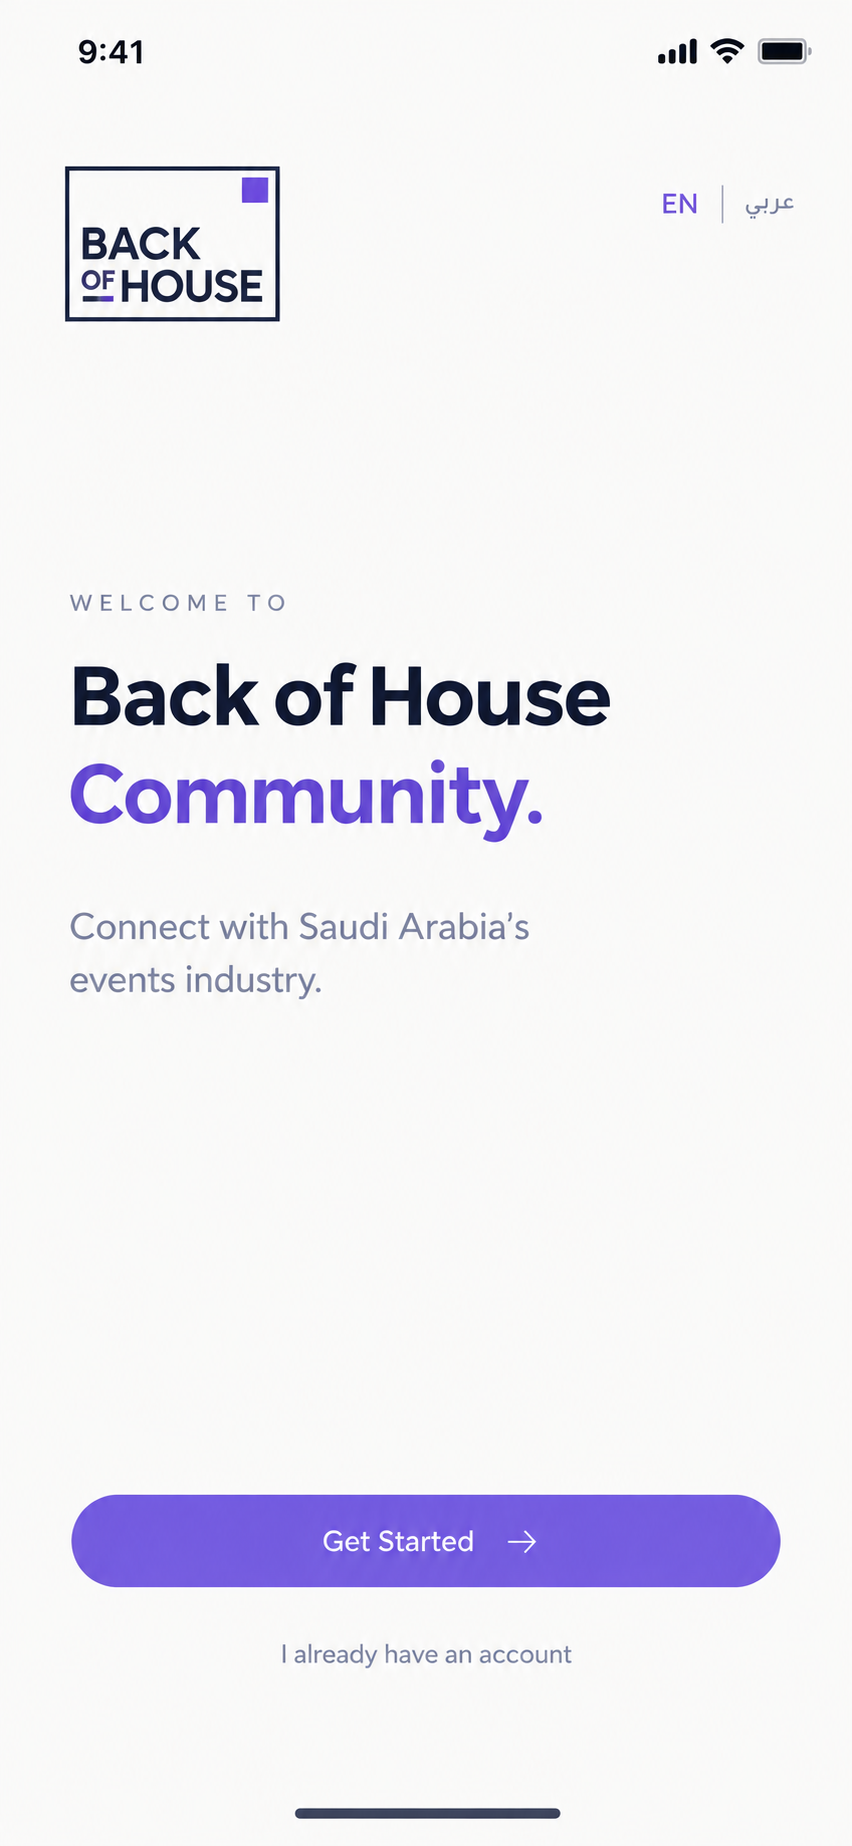 9:41
BACK
OF HOUSE
EN | عربي
WELCOME TO
Back of House
Community.
Connect with Saudi Arabia’s
events industry.
Get Started →
I already have an account